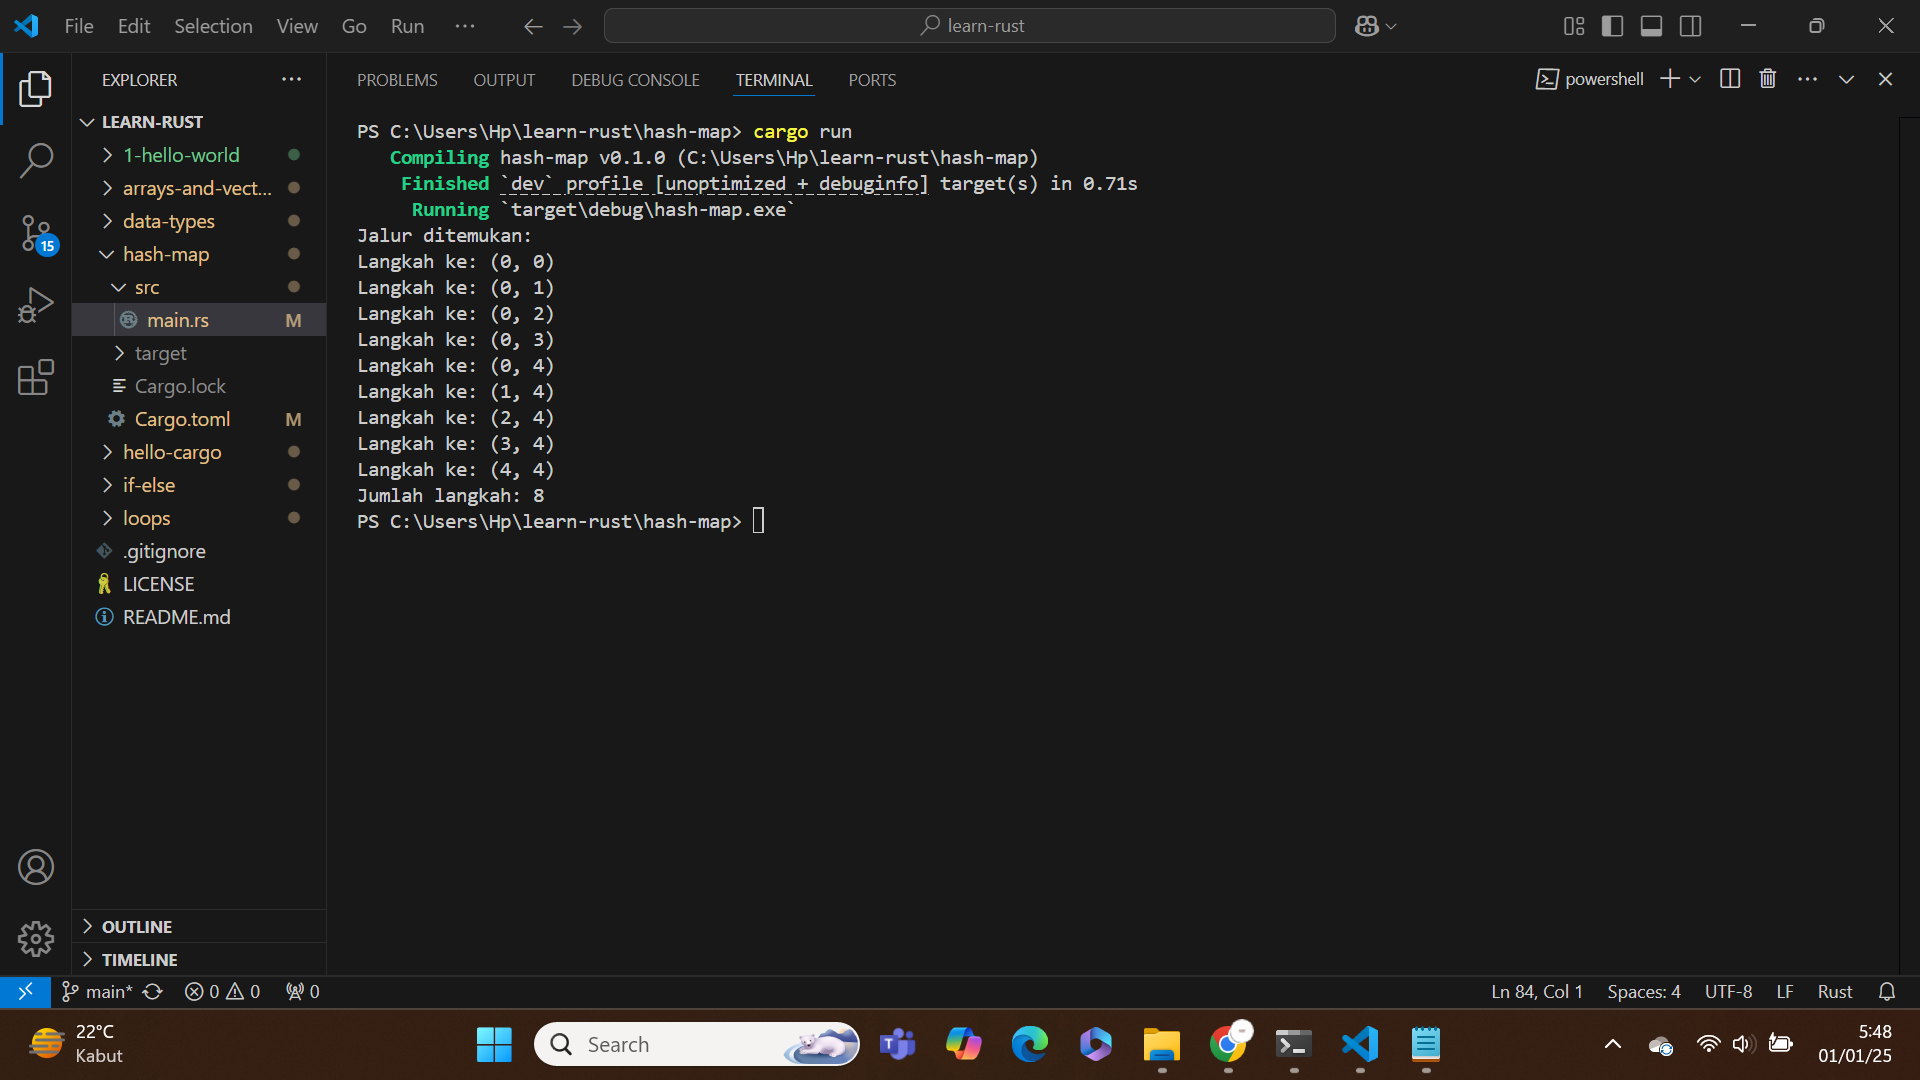 File Edit Selection View Go Run ···
learn-rust
EXPLORER
LEARN-RUST
1-hello-world
arrays-and-vect...
data-types
hash-map
src
main.rs M
target
Cargo.lock
Cargo.toml M
hello-cargo
if-else
loops
.gitignore
LICENSE
README.md
OUTLINE
TIMELINE
15
PROBLEMS OUTPUT DEBUG CONSOLE TERMINAL PORTS
powershell
PS C:\Users\Hp\learn-rust\hash-map> cargo run
Compiling hash-map v0.1.0 (C:\Users\Hp\learn-rust\hash-map)
Finished `dev` profile [unoptimized + debuginfo] target(s) in 0.71s
Running `target\debug\hash-map.exe`
Jalur ditemukan:
Langkah ke: (0, 0)
Langkah ke: (0, 1)
Langkah ke: (0, 2)
Langkah ke: (0, 3)
Langkah ke: (0, 4)
Langkah ke: (1, 4)
Langkah ke: (2, 4)
Langkah ke: (3, 4)
Langkah ke: (4, 4)
Jumlah langkah: 8
PS C:\Users\Hp\learn-rust\hash-map>
main* 0 0 0
Ln 84, Col 1 Spaces: 4 UTF-8 LF Rust
22°C
Kabut
Search
5:48
01/01/25